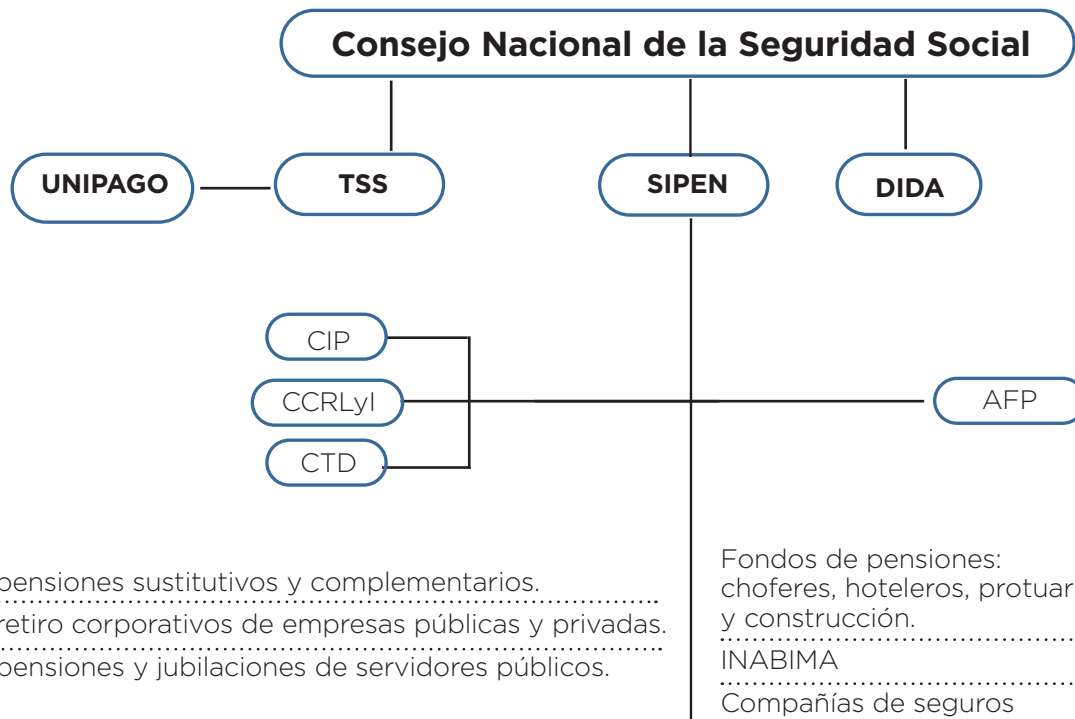 Consejo Nacional de la Seguridad Social
UNIPAGO
TSS
SIPEN
DIDA
CIP
CCRLyI
CTD
AFP
pensiones sustitutivos y complementarios.
retiro corporativos de empresas públicas y privadas.
pensiones y jubilaciones de servidores públicos.
Fondos de pensiones:
choferes, hoteleros, protuar
y construcción.
INABIMA
Compañías de seguros